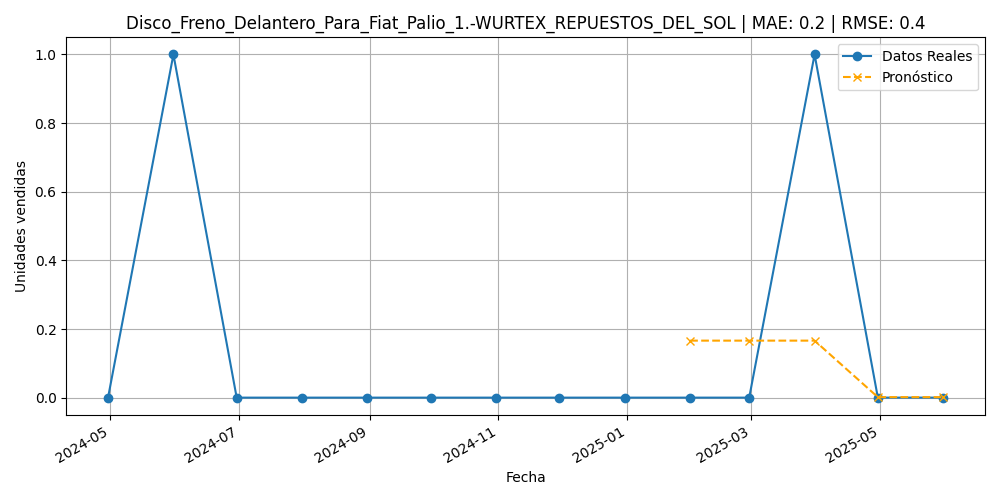 Disco_Freno_Delantero_Para_Fiat_Palio_1.-WURTEX_REPUESTOS_DEL_SOL | MAE: 0.2 | RMSE: 0.4
Datos Reales
Pronóstico
Unidades vendidas
1.0
0.8
0.6
0.4
0.2
0.0
2024-05
2024-07
2024-09
2024-11
2025-01
2025-03
2025-05
Fecha